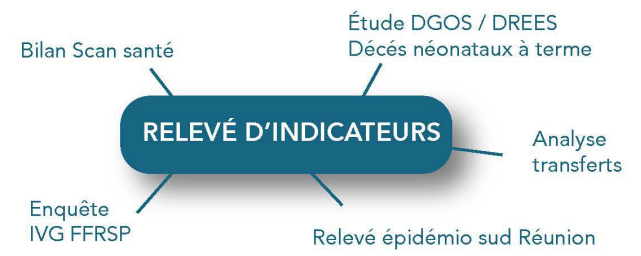 Étude DGOS / DREES
Décés néonataux à terme
Bilan Scan santé
RELEVÉ D'INDICATEURS
Analyse
transferts
Enquête
IVG FFRSP
Relevé épidémio sud Réunion